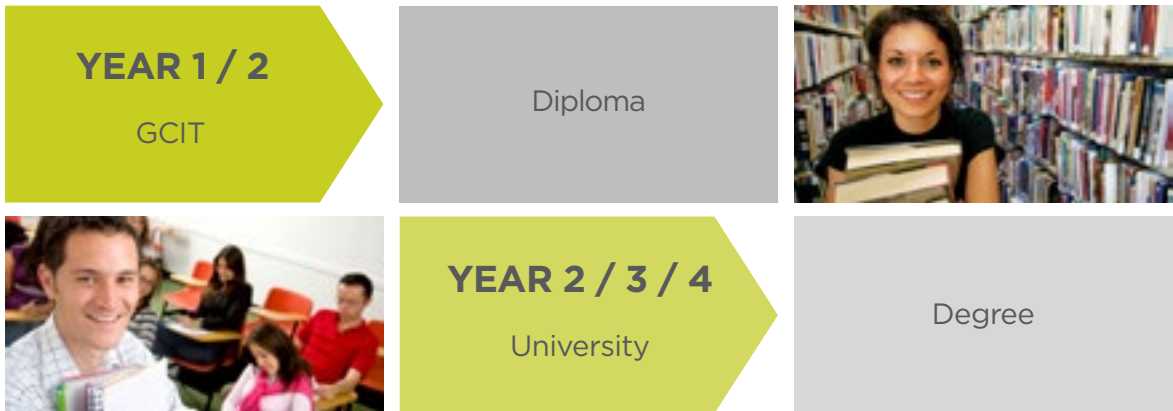 YEAR 1 / 2
GCIT
Diploma
YEAR 2 / 3 / 4
University
Degree